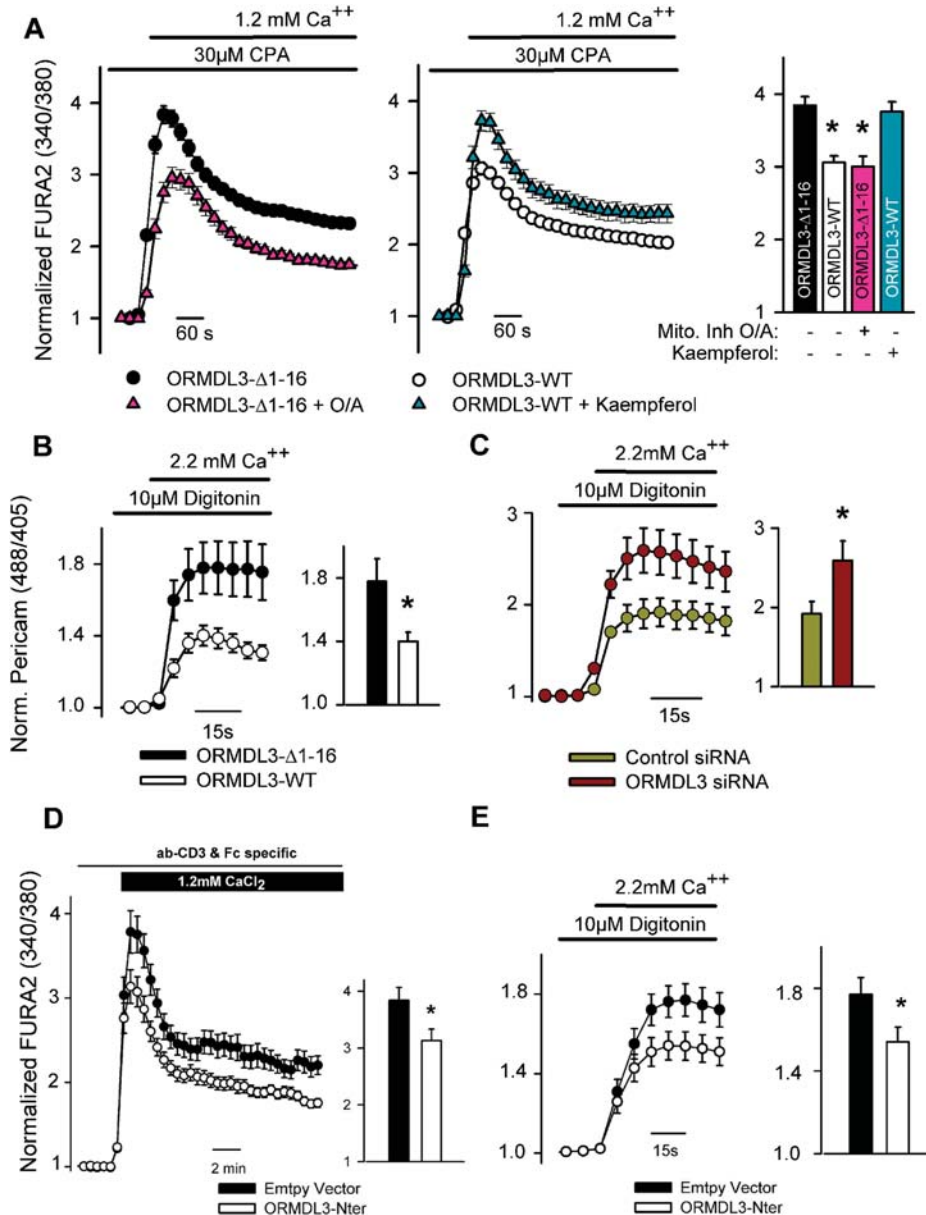 A
1.2 mM Ca++
30µM CPA
1.2 mM Ca++
30µM CPA
Normalized FURA2 (340/380)
4
3
2
1
60 s
4
3
2
1
60 s
4
3
2
1
*
*
ORMDL3-Δ1-16
ORMDL3-WT
ORMDL3-Δ1-16
ORMDL3-WT
Mito. Inh O/A: - - + -
Kaempferol: - - - +
ORMDL3-Δ1-16
ORMDL3-Δ1-16 + O/A
ORMDL3-WT
ORMDL3-WT + Kaempferol
B
2.2 mM Ca++
10µM Digitonin
Norm. Pericam (488/405)
1.8
1.4
1.0
15s
1.8
1.4
1.0
*
ORMDL3-Δ1-16
ORMDL3-WT
C
2.2mM Ca++
10µM Digitonin
3
2
1
15s
3
2
1
*
Control siRNA
ORMDL3 siRNA
D
ab-CD3 & Fc specific
1.2mM CaCl2
Normalized FURA2 (340/380)
4
3
2
1
2 min
4
3
2
1
*
Emtpy Vector
ORMDL3-Nter
E
2.2mM Ca++
10µM Digitonin
1.8
1.4
1.0
15s
1.8
1.4
1.0
*
Emtpy Vector
ORMDL3-Nter